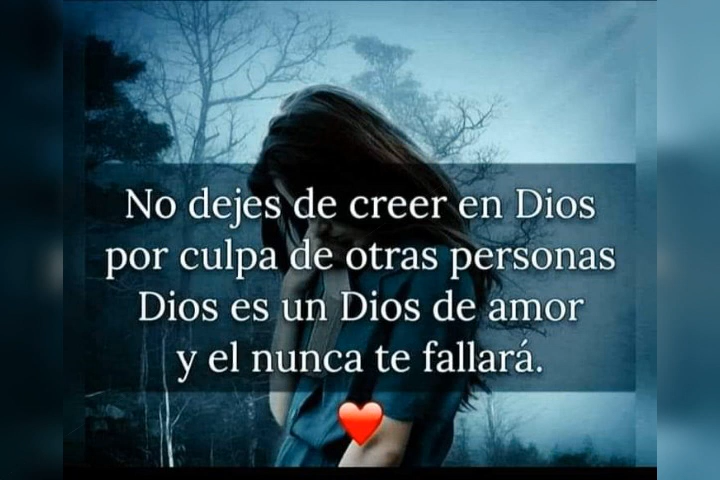 No dejes de creer en Dios
por culpa de otras personas
Dios es un Dios de amor
y el nunca te fallará.